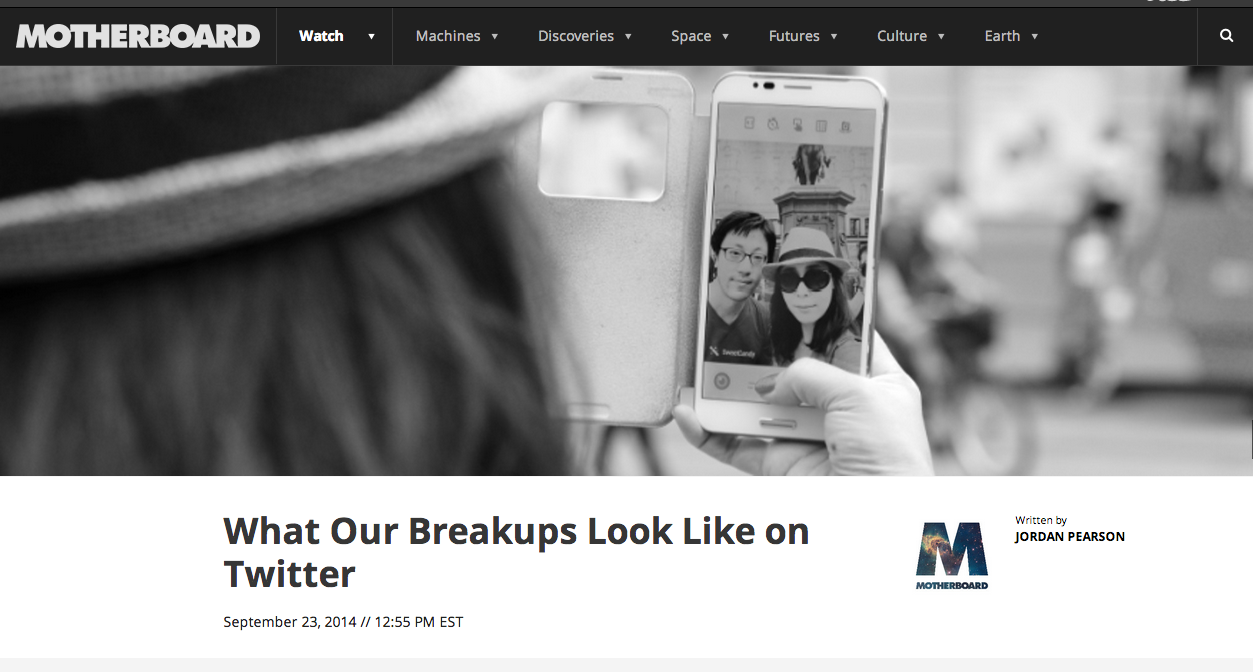 MOTHERBOARD
Watch
Machines
Discoveries
Space
Futures
Culture
Earth
SweetCandy
What Our Breakups Look Like on
Twitter
September 23, 2014 // 12:55 PM EST
MOTHERBOARD
Written by
JORDAN PEARSON